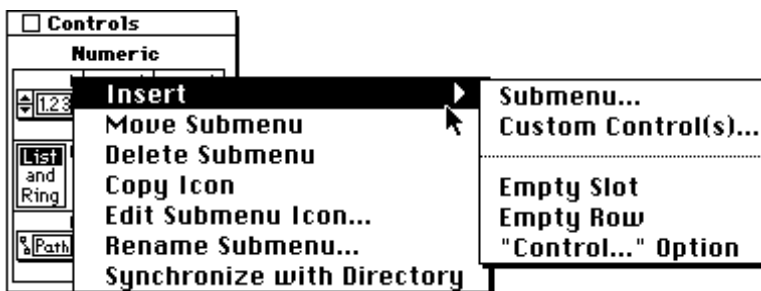 Controls
Numeric
1.23
Insert
Move Submenu
Delete Submenu
Copy Icon
Edit Submenu Icon...
Rename Submenu...
Synchronize with Directory
List
and
Ring
Path
Submenu...
Custom Control(s)...
Empty Slot
Empty Row
"Control..." Option